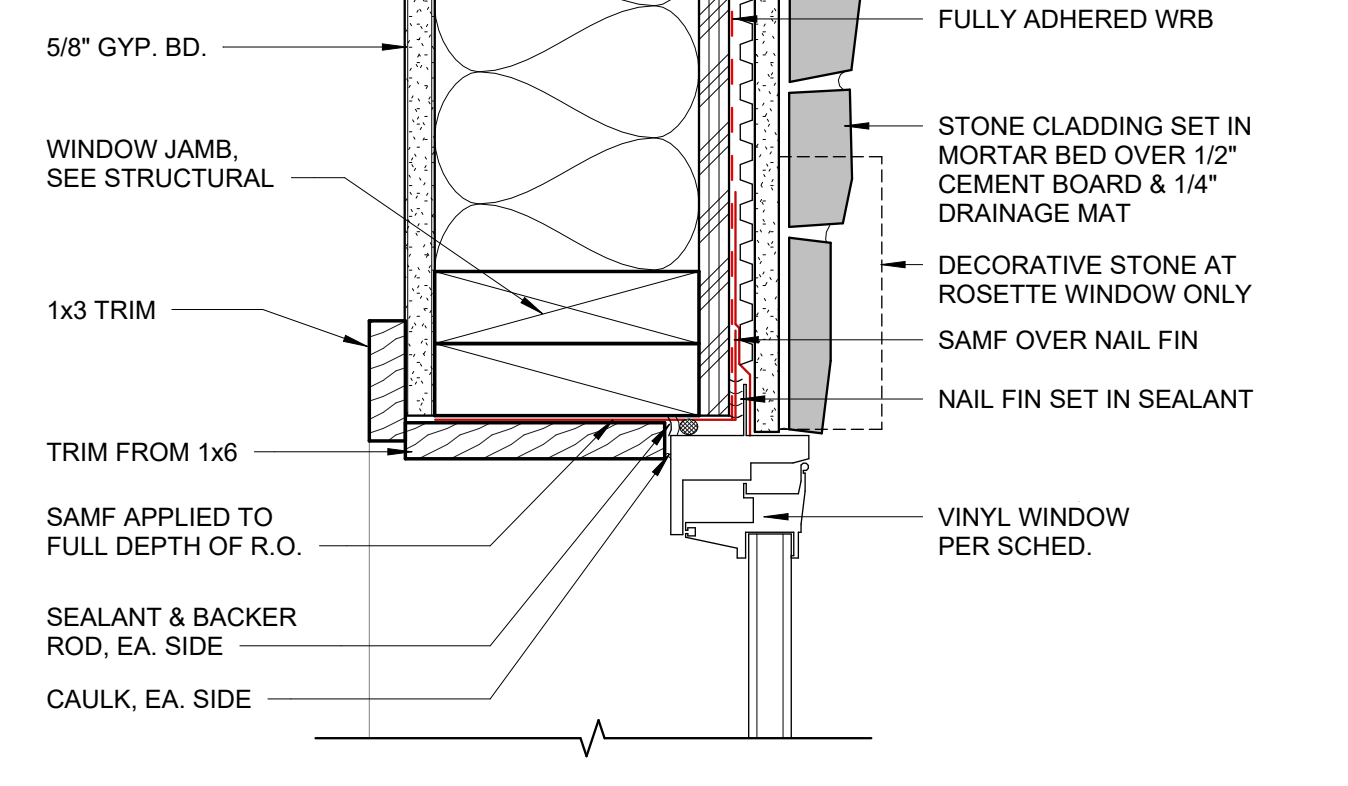 5/8" GYP. BD.
WINDOW JAMB,
SEE STRUCTURAL
1x3 TRIM
TRIM FROM 1x6
SAMF APPLIED TO
FULL DEPTH OF R.O.
SEALANT & BACKER
ROD, EA. SIDE
CAULK, EA. SIDE
FULLY ADHERED WRB
STONE CLADDING SET IN
MORTAR BED OVER 1/2"
CEMENT BOARD & 1/4"
DRAINAGE MAT
DECORATIVE STONE AT
ROSETTE WINDOW ONLY
SAMF OVER NAIL FIN
NAIL FIN SET IN SEALANT
VINYL WINDOW
PER SCHED.